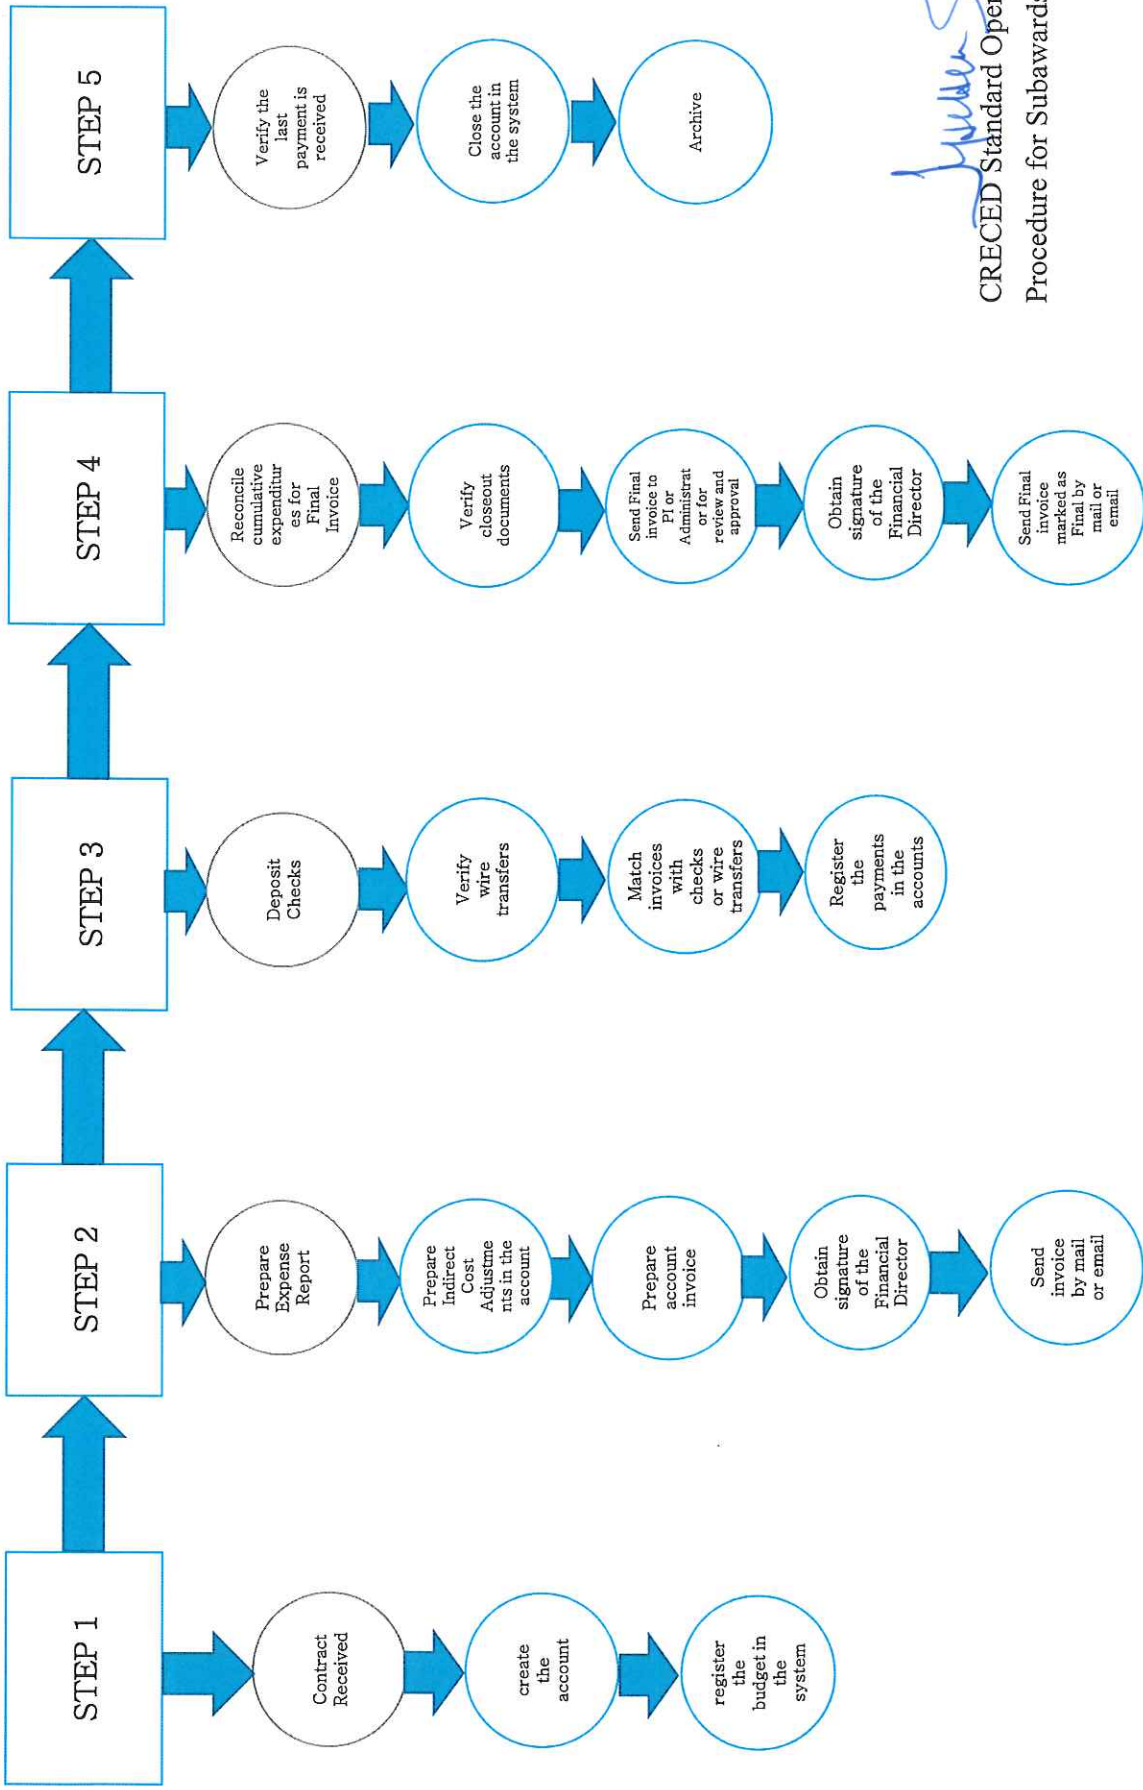 STEP 1
Contract
Received
create
the
account
register
the
budget in
the
system
STEP 2
Prepare
Expense
Report
Prepare
Indirect
Cost
Adjustme
nts in the
account
Prepare
account
invoice
Obtain
signature
of the
Financial
Director
Send
invoice
by mail
or email
STEP 3
Deposit
Checks
Verify
wire
transfers
Match
invoices
with
checks
or wire
transfers
Register
the
payments
in the
accounts
STEP 4
Reconcile
cumulative
expenditur
es for
Final
Invoice
Verify
closeout
documents
Send Final
invoice to
PI or
Administrat
or for
review and
approval
Obtain
signature
of the
Financial
Director
Send Final
invoice
marked as
Final by
mail or
email
STEP 5
Verify the
last
payment is
received
Close the
account in
the system
Archive
CRECED Standard Oper
Procedure for Subawards